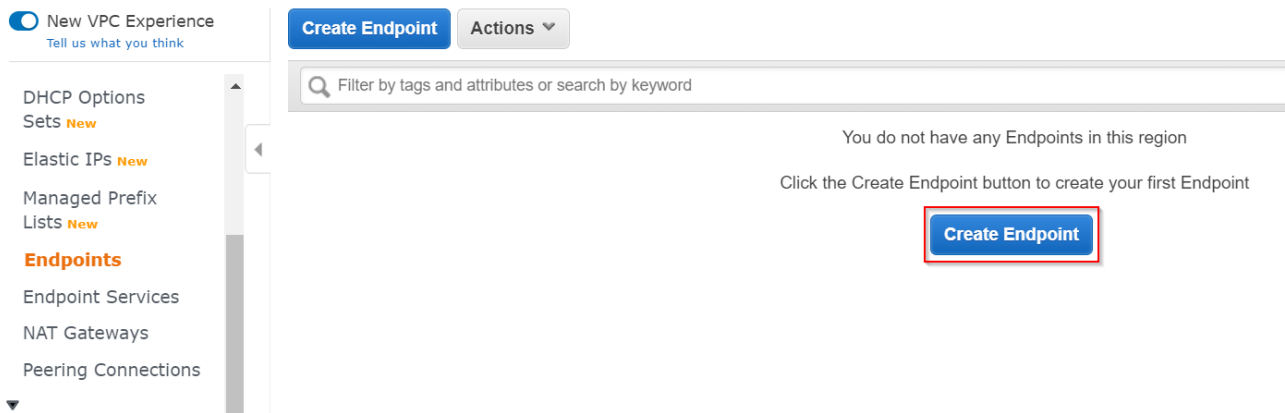 New VPC Experience
Tell us what you think
DHCP Options
Sets New
Elastic IPs New
Managed Prefix
Lists New
Endpoints
Endpoint Services
NAT Gateways
Peering Connections
Create Endpoint Actions
Filter by tags and attributes or search by keyword
You do not have any Endpoints in this region
Click the Create Endpoint button to create your first Endpoint
Create Endpoint